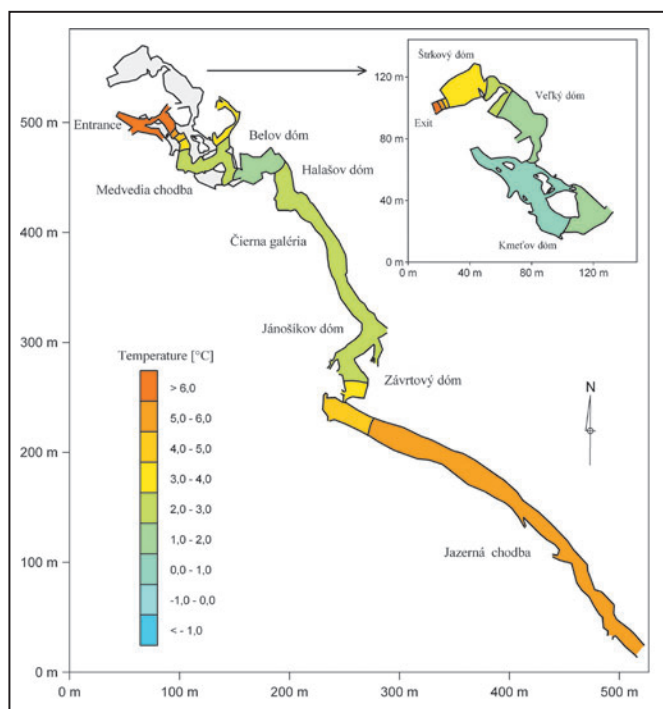 500 m
400 m
300 m
200 m
100 m
0 m
0 m
100 m
200 m
300 m
400 m
500 m
Entrance
Medvedia chodba
Belov dóm
Halašov dóm
Čierna galéria
Jánošíkov dóm
Závrtový dóm
Jazerná chodba
N
Temperature [°C]
> 6,0
5,0 - 6,0
4,0 - 5,0
3,0 - 4,0
2,0 - 3,0
1,0 - 2,0
0,0 - 1,0
-1,0 - 0,0
< - 1,0
Štrkový dóm
Veľký dóm
Exit
Kmeťov dóm
120 m
80 m
40 m
0 m
0 m
40 m
80 m
120 m